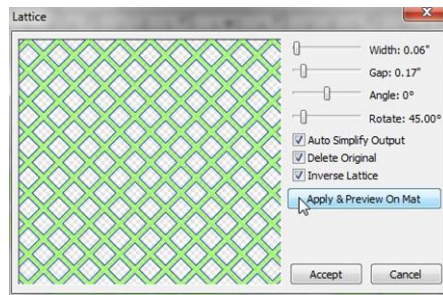 Lattice
Width: 0.06"
Gap: 0.17"
Angle: 0°
Rotate: 45.00°
Auto Simplify Output
Delete Original
Inverse Lattice
Apply & Preview On Mat
Accept
Cancel